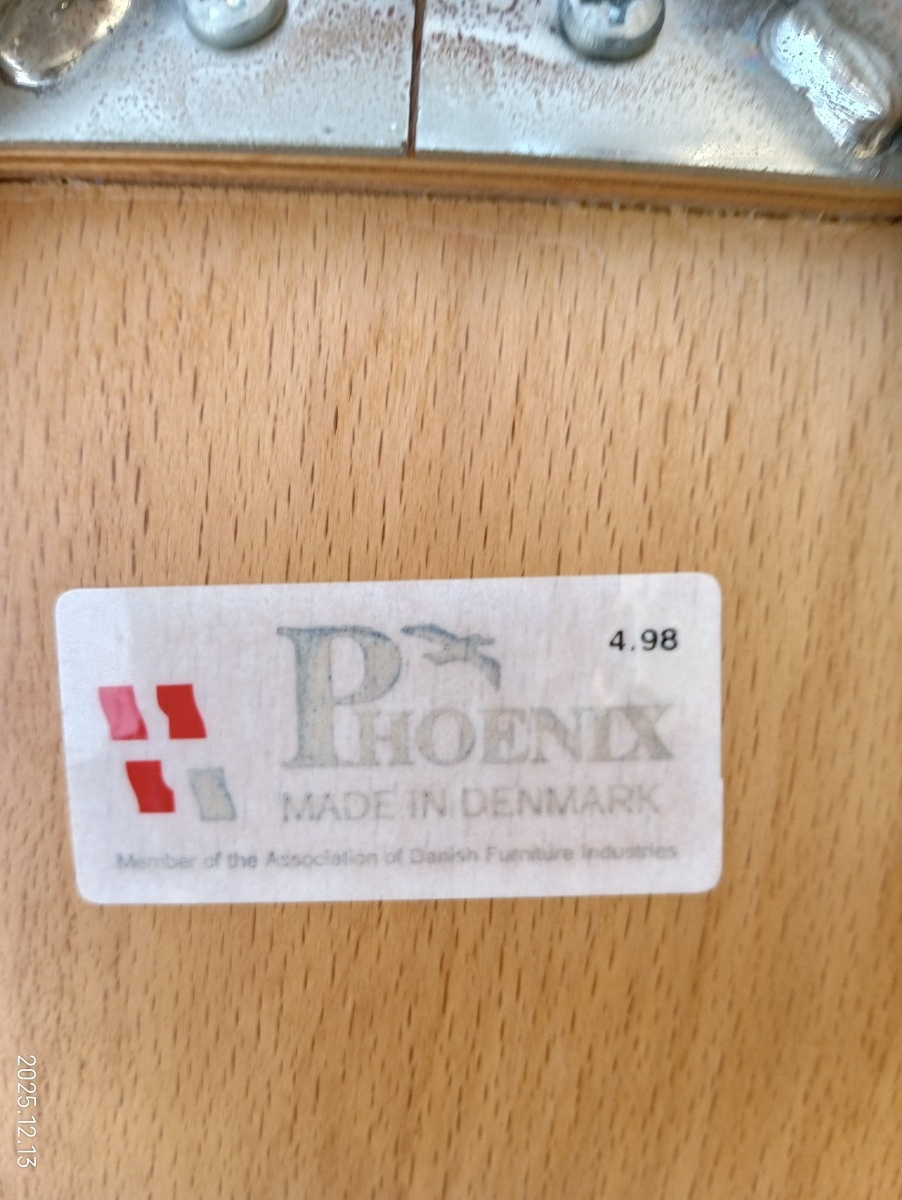 4.98
PHOENIX
MADE IN DENMARK
Member of the Association of Danish Furniture Industries
2025.12.13